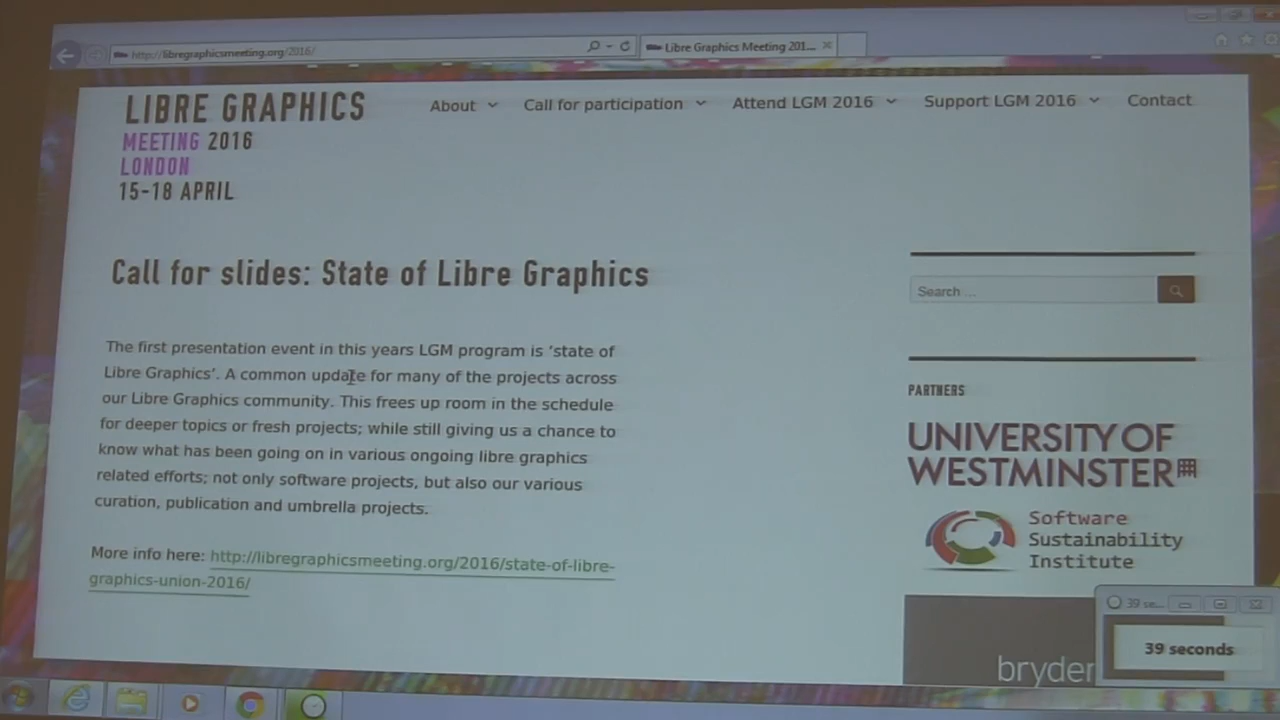 http://libregraphicsmeeting.org/2016/
Libre Graphics Meeting 201...
LIBRE GRAPHICS
MEETING 2016
LONDON
15-18 APRIL
About
Call for participation
Attend LGM 2016
Support LGM 2016
Contact
Call for slides: State of Libre Graphics
The first presentation event in this years LGM program is ‘state of
Libre Graphics’. A common update for many of the projects across
our Libre Graphics community. This frees up room in the schedule
for deeper topics or fresh projects; while still giving us a chance to
know what has been going on in various ongoing libre graphics
related efforts; not only software projects, but also our various
curation, publication and umbrella projects.
More info here: http://libregraphicsmeeting.org/2016/state-of-libre-
graphics-union-2016/
Search ...
PARTNERS
UNIVERSITY OF
WESTMINSTER
Software
Sustainability
Institute
bryden
39 se...
39 seconds